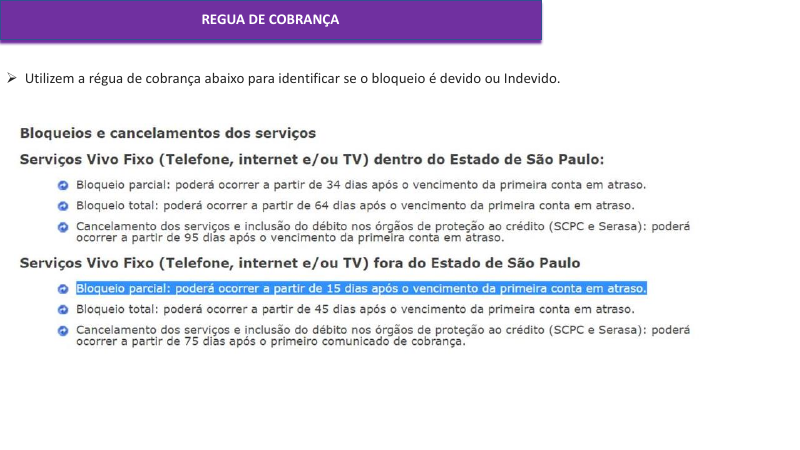 REGUA DE COBRANÇA
Utilizem a régua de cobrança abaixo para identificar se o bloqueio é devido ou Indevido.
Bloqueios e cancelamentos dos serviços
Serviços Vivo Fixo (Telefone, internet e/ou TV) dentro do Estado de São Paulo:
Bloqueio parcial: poderá ocorrer a partir de 34 dias após o vencimento da primeira conta em atraso.
Bloqueio total: poderá ocorrer a partir de 64 dias após o vencimento da primeira conta em atraso.
Cancelamento dos serviços e inclusão do débito nos órgãos de proteção ao crédito (SCPC e Serasa): poderá
ocorrer a partir de 95 dias após o vencimento da primeira conta em atraso.
Serviços Vivo Fixo (Telefone, internet e/ou TV) fora do Estado de São Paulo
Bloqueio parcial: poderá ocorrer a partir de 15 dias após o vencimento da primeira conta em atraso.
Bloqueio total: poderá ocorrer a partir de 45 dias após o vencimento da primeira conta em atraso.
Cancelamento dos serviços e inclusão do débito nos órgãos de proteção ao crédito (SCPC e Serasa): poderá
ocorrer a partir de 75 dias após o primeiro comunicado de cobrança.